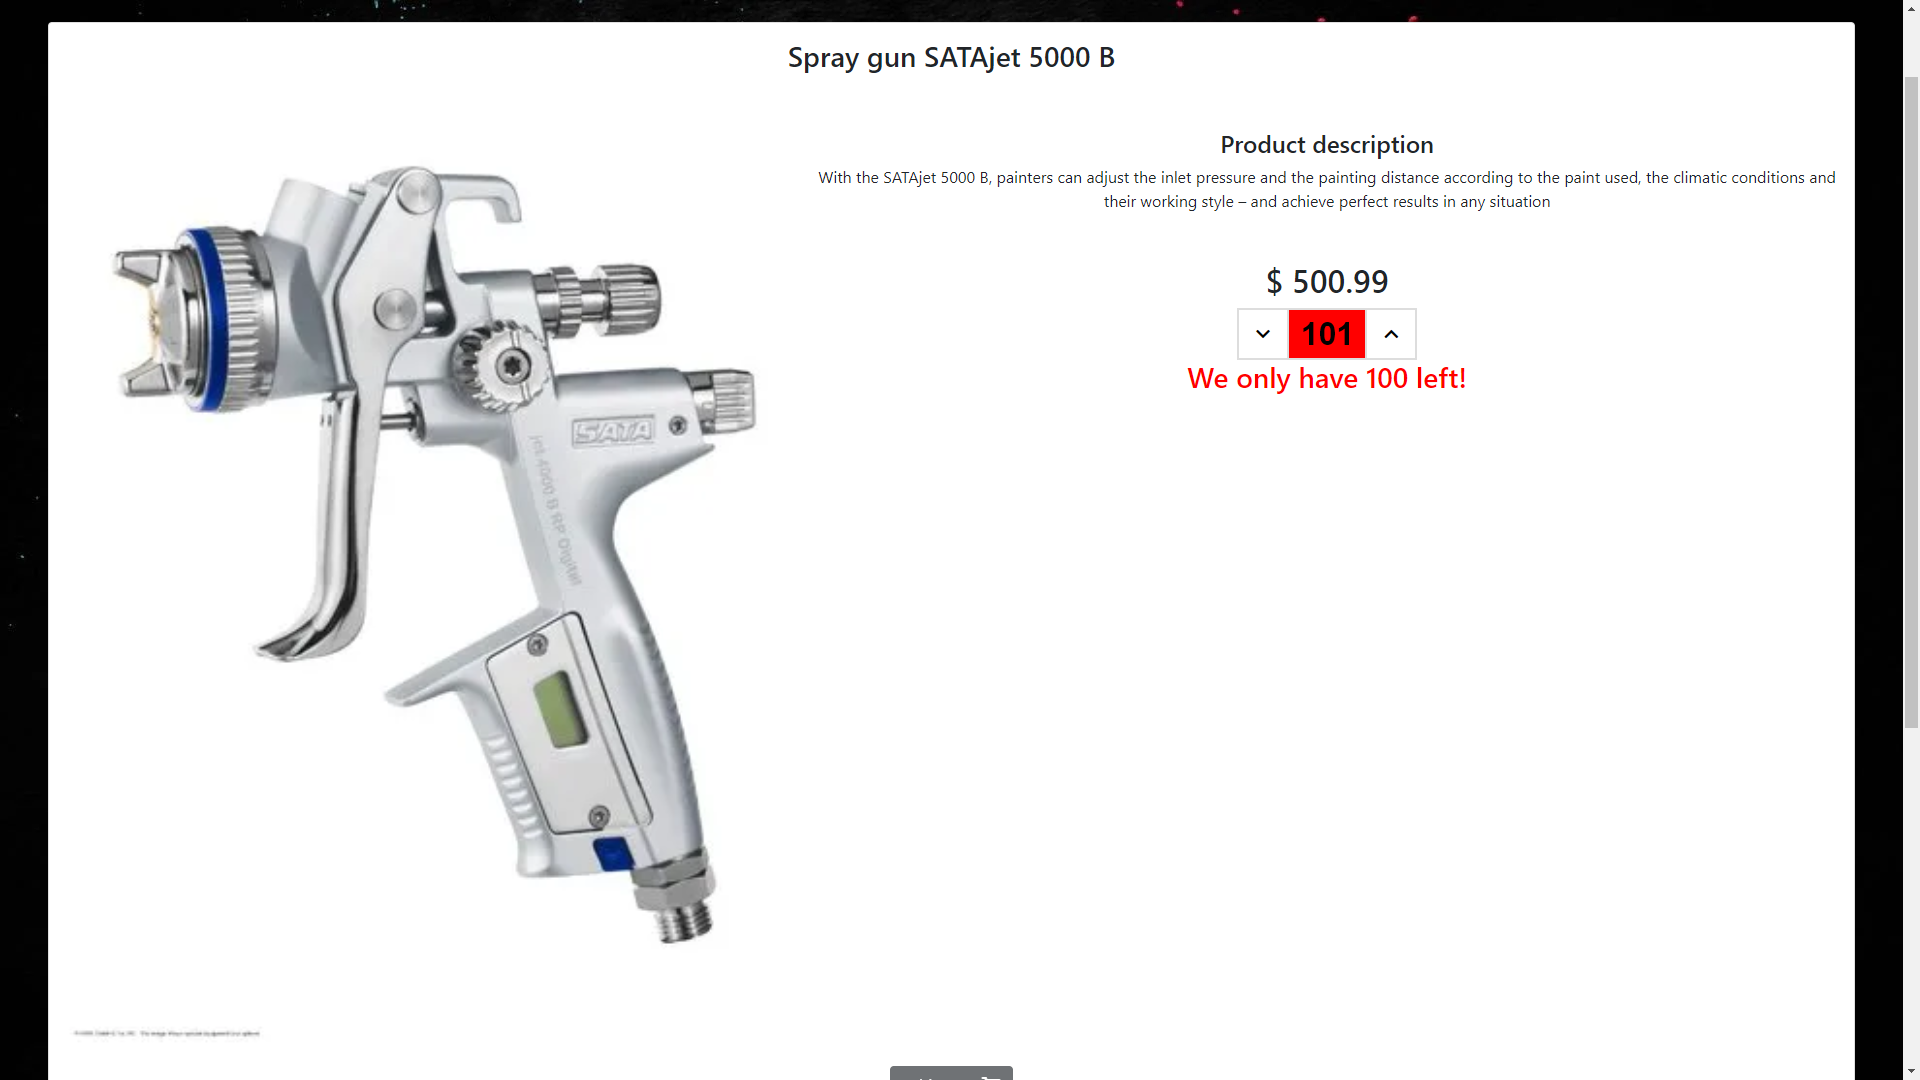 Spray gun SATAjet 5000 B
Product description
With the SATAjet 5000 B, painters can adjust the inlet pressure and the painting distance according to the paint used, the climatic conditions and
their working style – and achieve perfect results in any situation
$ 500.99
101
We only have 100 left!
SATA
jet 4000 B RP Digital